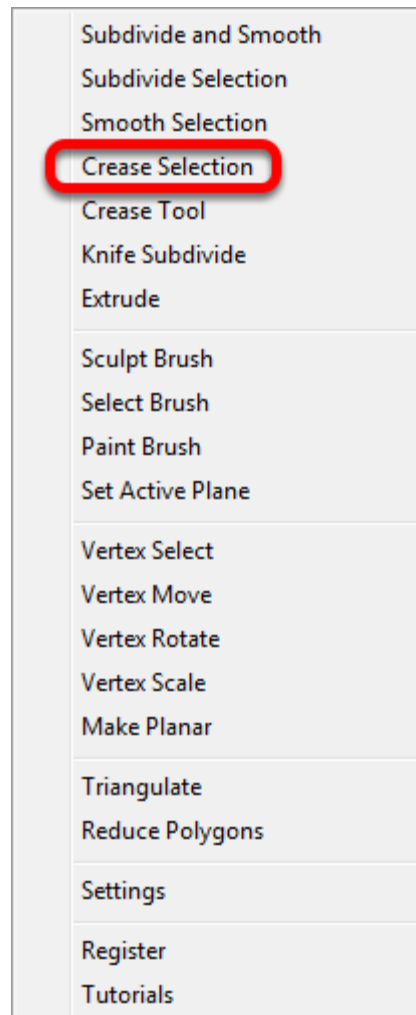 Subdivide and Smooth
Subdivide Selection
Smooth Selection
Crease Selection
Crease Tool
Knife Subdivide
Extrude
Sculpt Brush
Select Brush
Paint Brush
Set Active Plane
Vertex Select
Vertex Move
Vertex Rotate
Vertex Scale
Make Planar
Triangulate
Reduce Polygons
Settings
Register
Tutorials